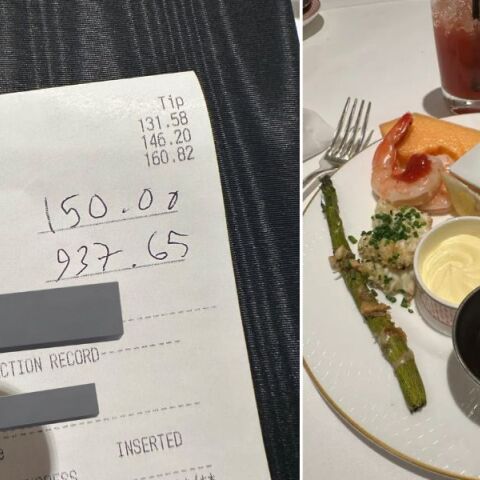 Tip
131.58
146.20
160.82
150.00
937.65
CTION RECORD
INSERTED